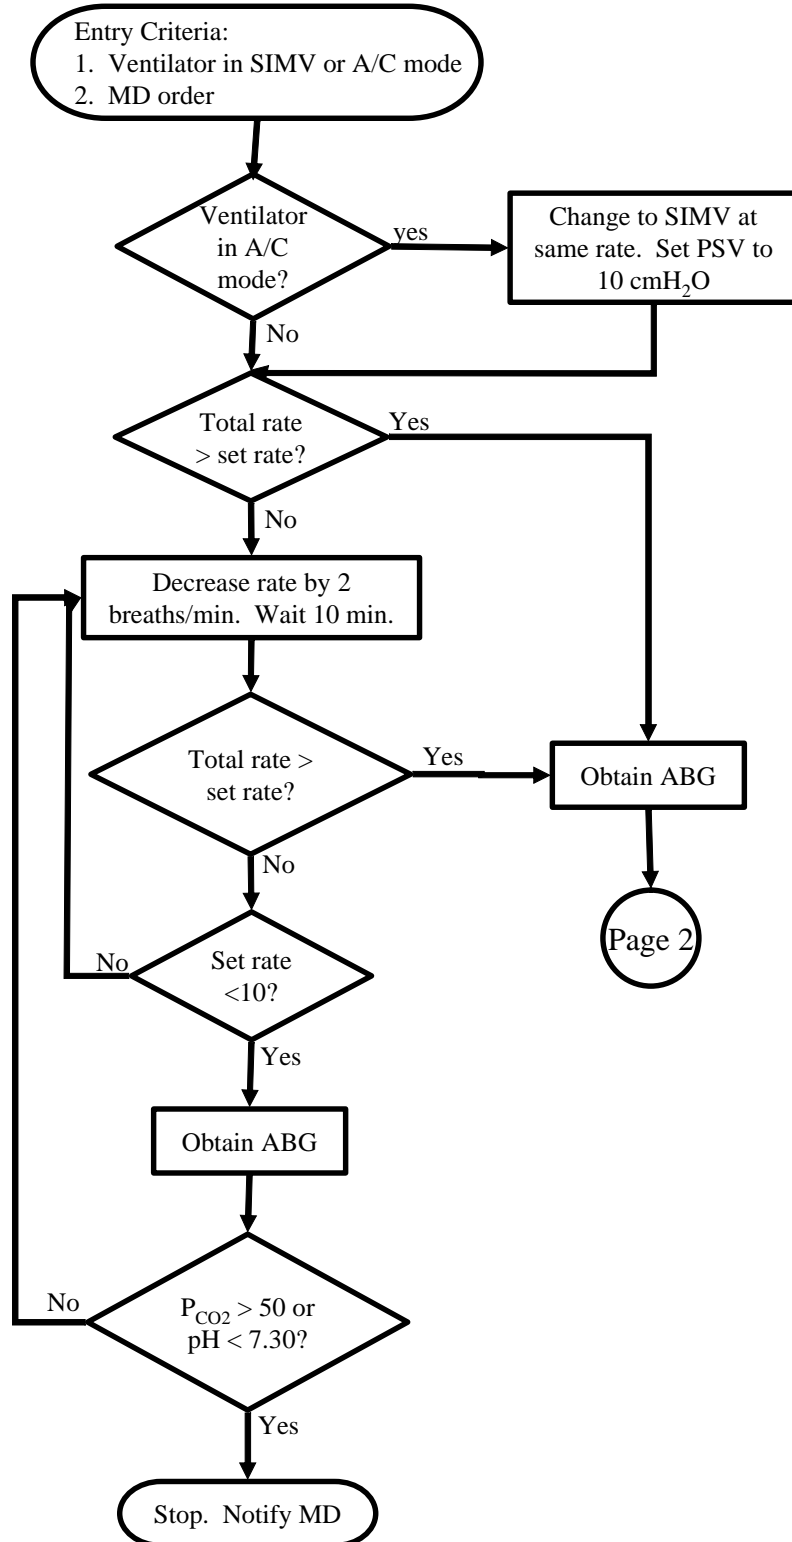 Entry Criteria:
1. Ventilator in SIMV or A/C mode
2. MD order
Ventilator
in A/C
mode?
yes
Change to SIMV at
same rate. Set PSV to
10 cmH₂O
No
Total rate
> set rate?
Yes
No
Decrease rate by 2
breaths/min. Wait 10 min.
Total rate >
set rate?
Yes
Obtain ABG
No
Page 2
Set rate
<10?
No
Yes
Obtain ABG
P_CO2 > 50 or
pH < 7.30?
No
Yes
Stop. Notify MD